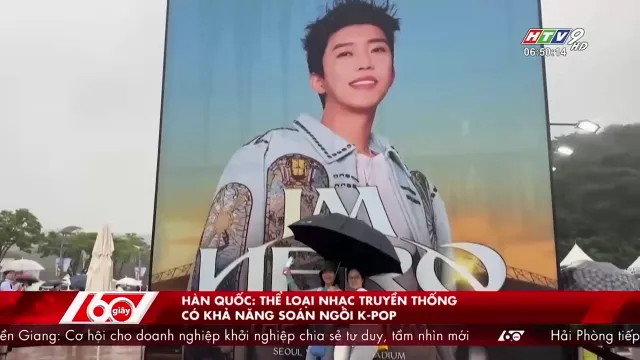 HTV9 HD
06:50:14
IM
HERO
HÀN QUỐC: THỂ LOẠI NHẠC TRUYỀN THỐNG
CÓ KHẢ NĂNG SOÁN NGÔI K-POP
60 giây
SEOUL
STADIUM
ền Giang: Cơ hội cho doanh nghiệp khởi nghiệp chia sẻ tư duy, tầm nhìn mới
60
Hải Phòng tiếp